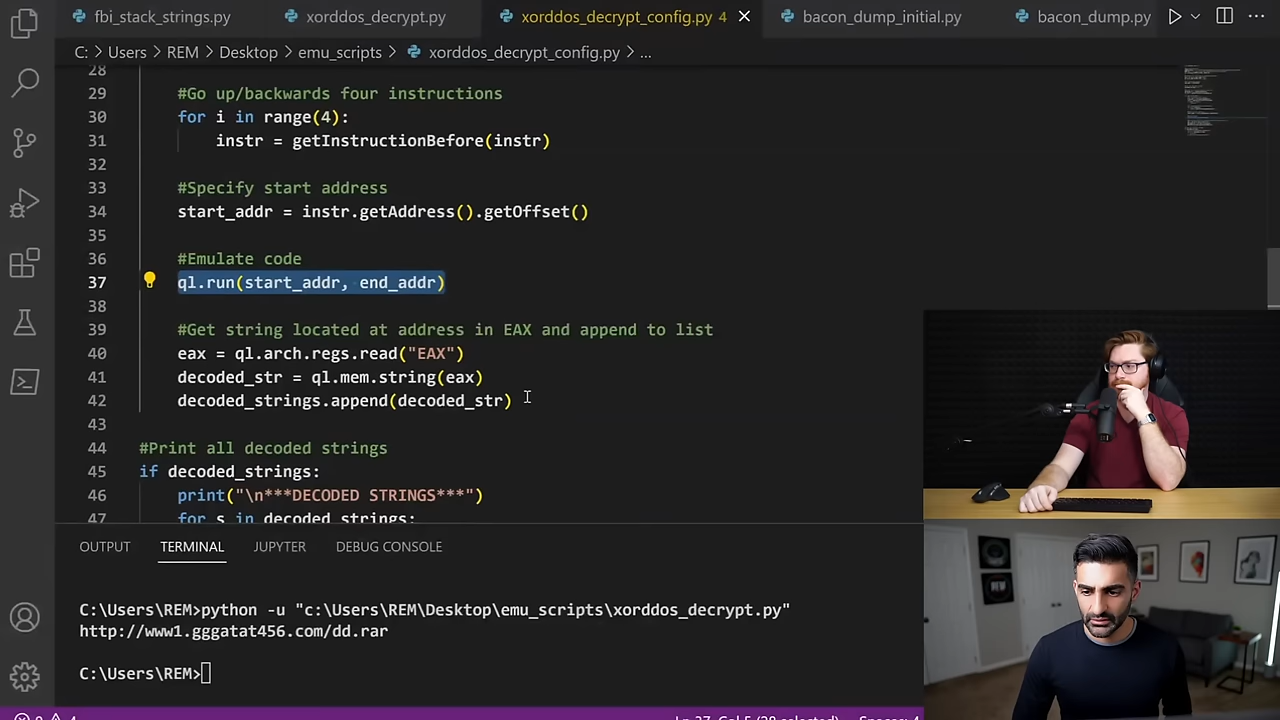 fbi_stack_strings.py xorddos_decrypt.py xorddos_decrypt_config.py 4 bacon_dump_initial.py bacon_dump.py
C: > Users > REM > Desktop > emu_scripts > xorddos_decrypt_config.py > ...
28
29 #Go up/backwards four instructions
30 for i in range(4):
31 instr = getInstructionBefore(instr)
32
33 #Specify start address
34 start_addr = instr.getAddress().getOffset()
35
36 #Emulate code
37 ql.run(start_addr, end_addr)
38
39 #Get string located at address in EAX and append to list
40 eax = ql.arch.regs.read("EAX")
41 decoded_str = ql.mem.string(eax)
42 decoded_strings.append(decoded_str)
43
44 #Print all decoded strings
45 if decoded_strings:
46 print("\n***DECODED STRINGS***")
47 for s in decoded_strings:
OUTPUT TERMINAL JUPYTER DEBUG CONSOLE
C:\Users\REM>python -u "c:\Users\REM\Desktop\emu_scripts\xorddos_decrypt.py"
http://www1.gggatat456.com/dd.rar
C:\Users\REM>